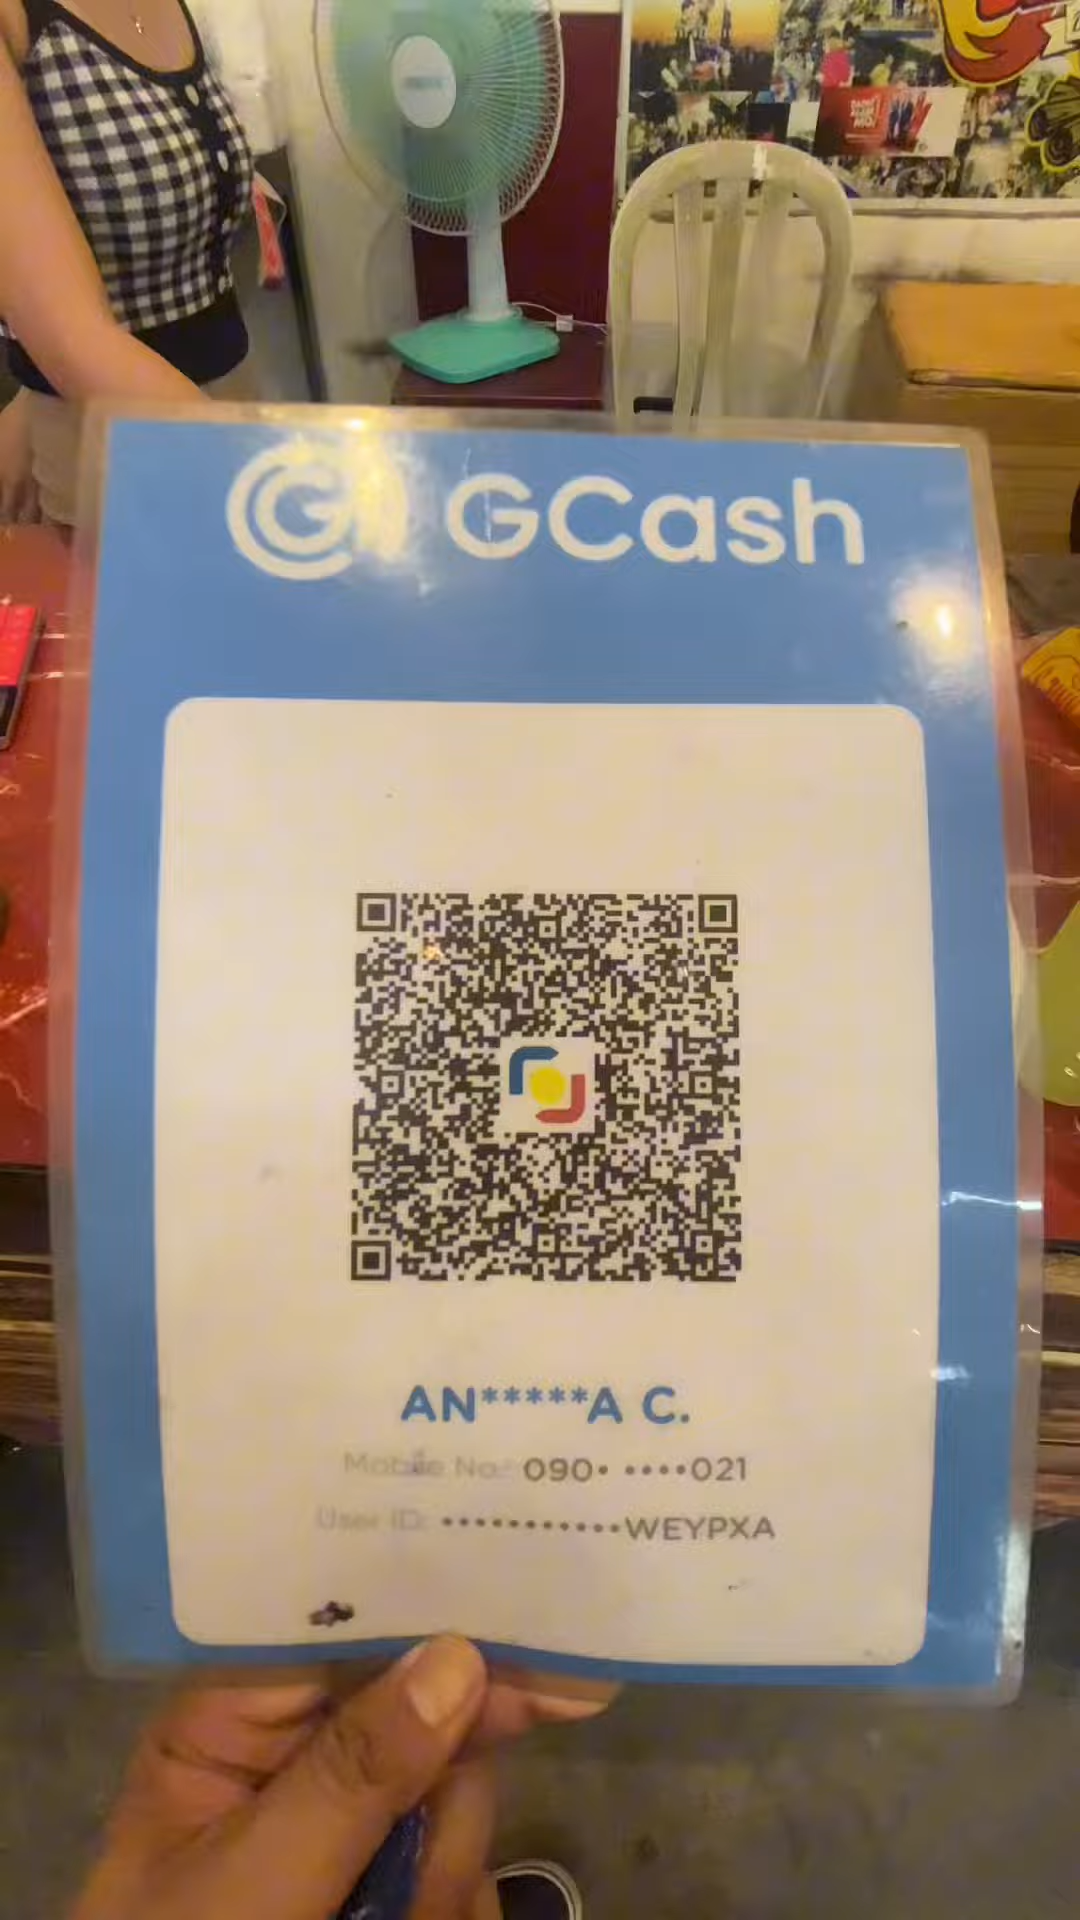 GCash
AN*****A C.
Mobile No.: 090• ••••021
User ID: •••••••••••WEYPXA